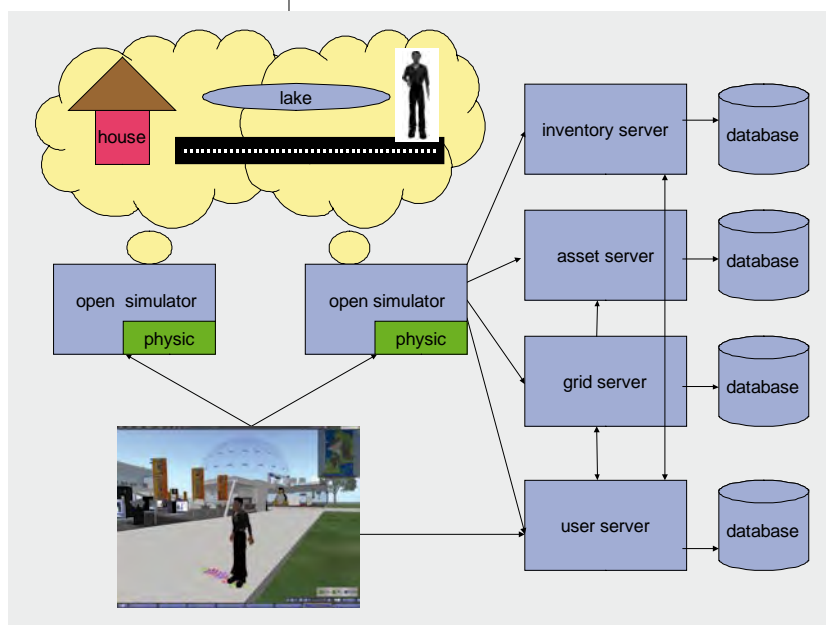 lake
house
inventory server
database
asset server
database
open simulator
physic
open simulator
physic
grid server
database
user server
database